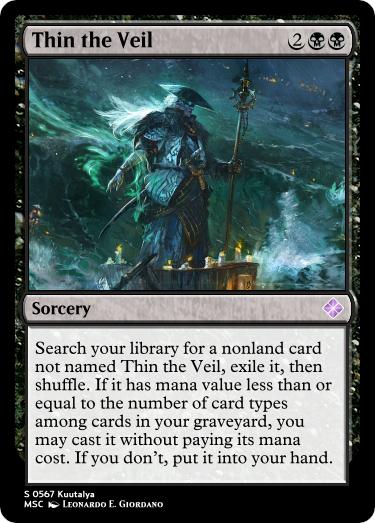 Thin the Veil 2
Sorcery
Search your library for a nonland card
not named Thin the Veil, exile it, then
shuffle. If it has mana value less than or
equal to the number of card types
among cards in your graveyard, you
may cast it without paying its mana
cost. If you don't, put it into your hand.
S 0567 Kuutalya
MSC Leonardo E. Giordano